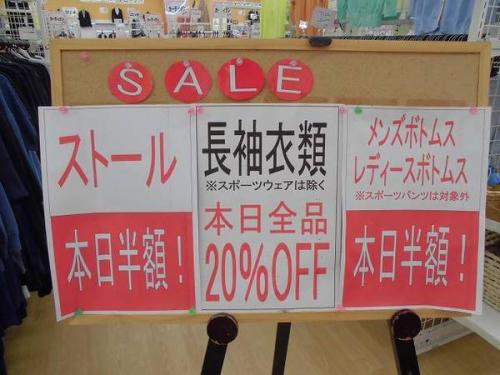 SALE
ストール
本日半額！
長袖衣類
※スポーツウェアは除く
本日全品
20%OFF
メンズボトムス
レディースボトムス
※スポーツパンツは対象外
本日半額！